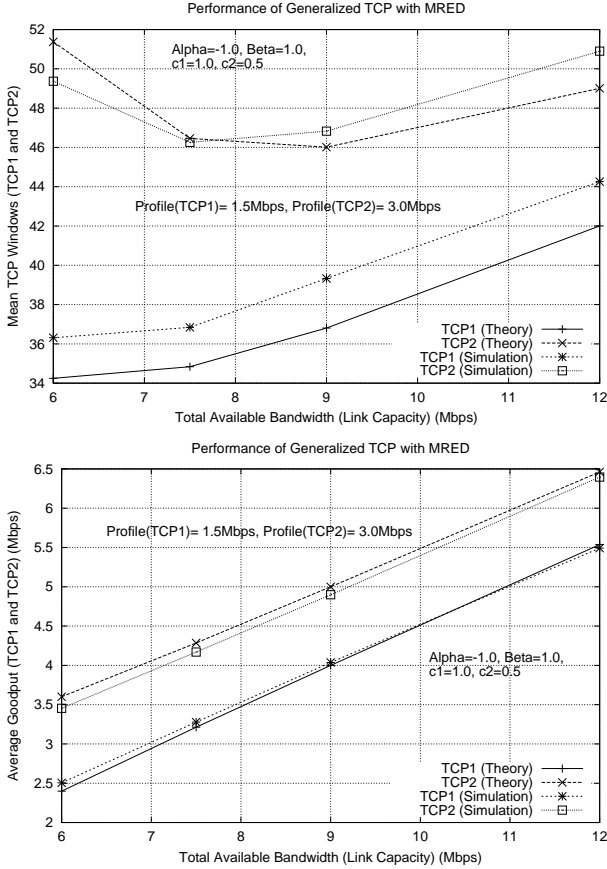 Performance of Generalized TCP with MRED
52
50
48
46
44
42
40
38
36
34
Mean TCP Windows (TCP1 and TCP2)
Alpha=-1.0, Beta=1.0,
c1=1.0, c2=0.5
Profile(TCP1)= 1.5Mbps, Profile(TCP2)= 3.0Mbps
TCP1 (Theory)
TCP2 (Theory)
TCP1 (Simulation)
TCP2 (Simulation)
6 7 8 9 10 11 12
Total Available Bandwidth (Link Capacity) (Mbps)
Performance of Generalized TCP with MRED
6.5
6
5.5
5
4.5
4
3.5
3
2.5
2
Average Goodput (TCP1 and TCP2) (Mbps)
Profile(TCP1)= 1.5Mbps, Profile(TCP2)= 3.0Mbps
Alpha=-1.0, Beta=1.0,
c1=1.0, c2=0.5
TCP1 (Theory)
TCP2 (Theory)
TCP1 (Simulation)
TCP2 (Simulation)
6 7 8 9 10 11 12
Total Available Bandwidth (Link Capacity) (Mbps)